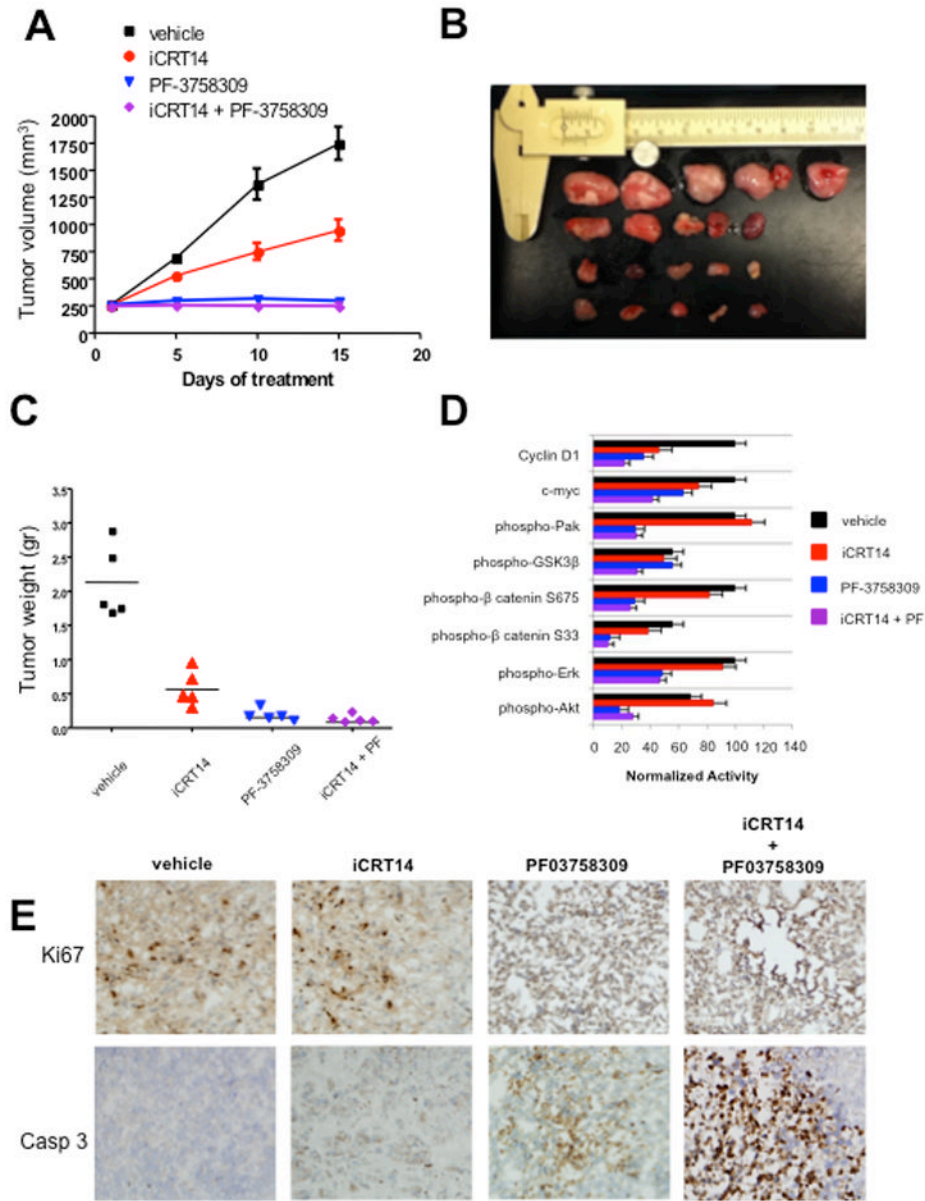 A
vehicle
iCRT14
PF-3758309
iCRT14 + PF-3758309
Tumor volume (mm³)
2000
1750
1500
1250
1000
750
500
250
0
0 5 10 15 20
Days of treatment
B
C
Tumor weight (gr)
3.5
3.0
2.5
2.0
1.5
1.0
0.5
0.0
vehicle
iCRT14
PF-3758309
iCRT14 + PF
D
Cyclin D1
c-myc
phospho-Pak
phospho-GSK3β
phospho-β catenin S675
phospho-β catenin S33
phospho-Erk
phospho-Akt
0 20 40 60 80 100 120 140
Normalized Activity
vehicle
iCRT14
PF-3758309
iCRT14 + PF
E
vehicle
iCRT14
PF03758309
iCRT14
+
PF03758309
Ki67
Casp 3